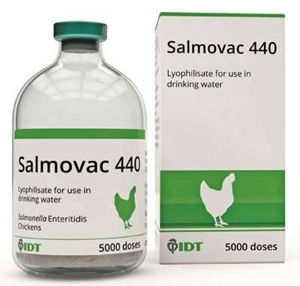 Salmovac 440
Lyophilisate for use in
drinking water
Salmonella Enteritidis
Chickens
IDT
5000 doses
Salmovac 440
Lyophilisate for use in
drinking water
IDT
5000 doses